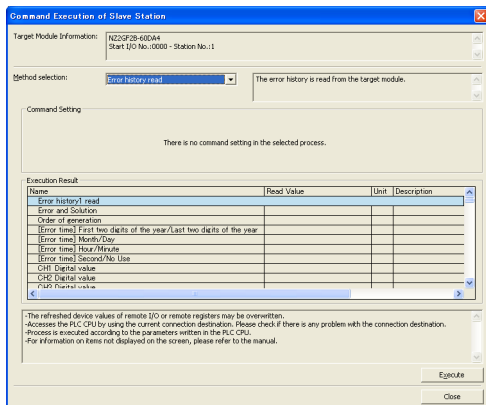 Command Execution of Slave Station
Target Module Information:
NZ2GF2B-60DA4
Start I/O No.:0000 - Station No.:1
Method selection:
Error history read
The error history is read from the target module.
Command Setting
There is no command setting in the selected process.
Execution Result
Name Read Value Unit Description
Error history1 read
Error and Solution
Order of generation
[Error time] First two digits of the year/Last two digits of the year
[Error time] Month/Day
[Error time] Hour/Minute
[Error time] Second/No Use
CH1 Digital value
CH2 Digital value
CH3 Digital value
-The refreshed device values of remote I/O or remote registers may be overwritten.
-Accesses the PLC CPU by using the current connection destination. Please check if there is any problem with the connection destination.
-Process is executed according to the parameters written in the PLC CPU.
-For information on items not displayed on the screen, please refer to the manual.
Execute
Close